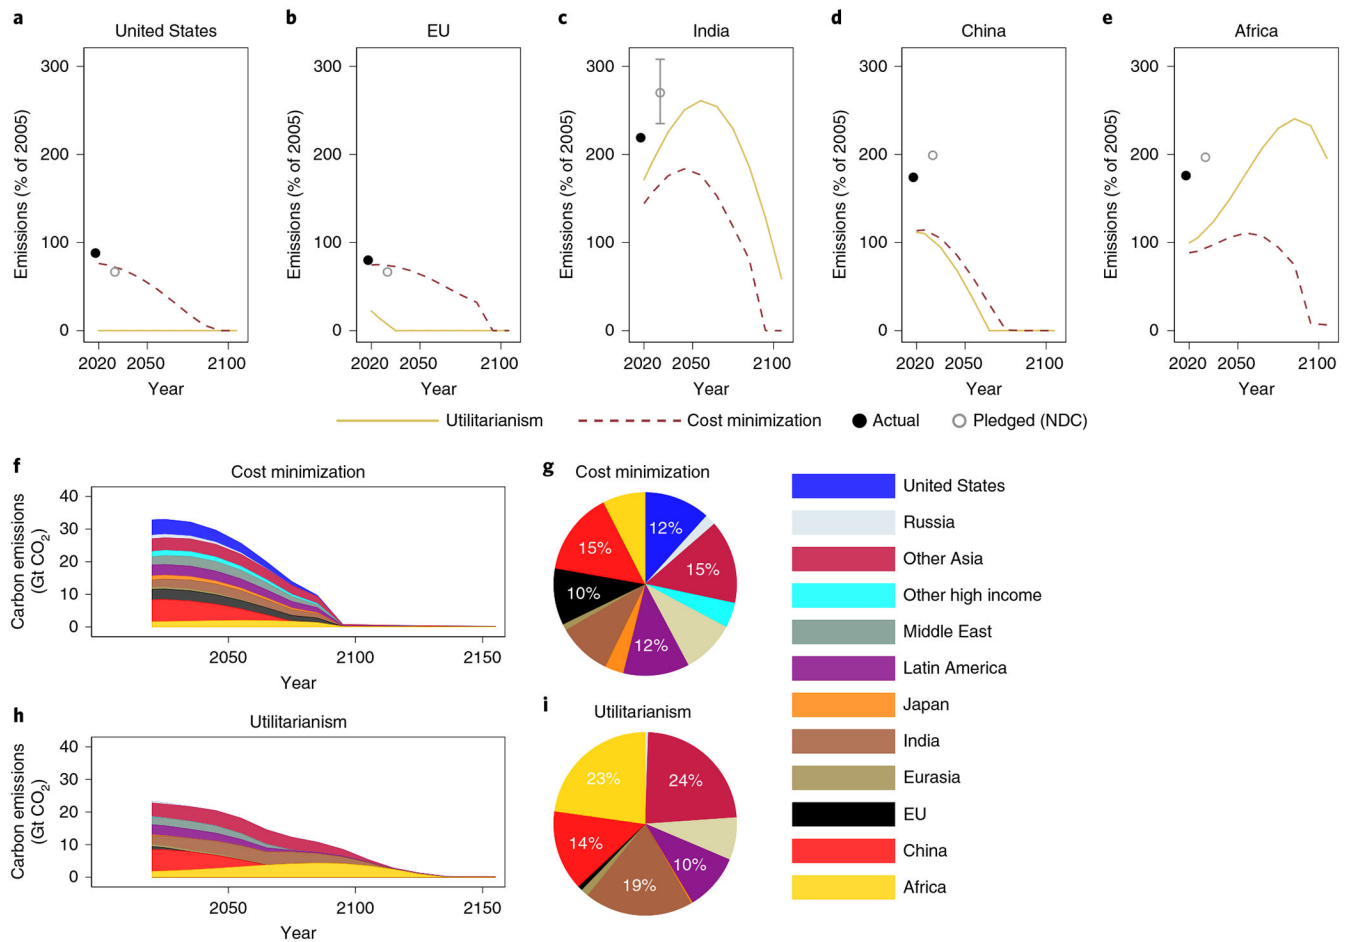 a
United States
Emissions (% of 2005)
300
200
100
0
2020 2050 2100
Year
b
EU
Emissions (% of 2005)
300
200
100
0
2020 2050 2100
Year
c
India
Emissions (% of 2005)
300
200
100
0
2020 2050 2100
Year
d
China
Emissions (% of 2005)
300
200
100
0
2020 2050 2100
Year
e
Africa
Emissions (% of 2005)
300
200
100
0
2020 2050 2100
Year
Utilitarianism Cost minimization Actual Pledged (NDC)
f
Cost minimization
Carbon emissions
(Gt CO2)
40
30
20
10
0
2050 2100 2150
Year
g
Cost minimization
12%
15%
12%
10%
15%
United States
Russia
Other Asia
Other high income
Middle East
Latin America
Japan
India
Eurasia
EU
China
Africa
h
Utilitarianism
Carbon emissions
(Gt CO2)
40
30
20
10
0
2050 2100 2150
Year
i
Utilitarianism
23%
24%
14%
10%
19%